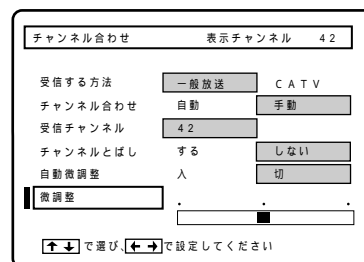 チャンネル合わせ 表示チャンネル 42
受信する方法 一般放送 CATV
チャンネル合わせ 自動 手動
受信チャンネル 42
チャンネルとばし する しない
自動微調整 入 切
微調整
↑↓で選び、←→で設定してください